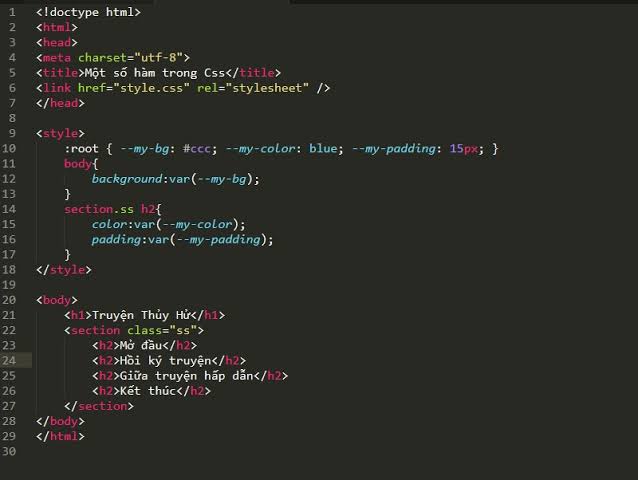 1 <!doctype html>
2 <html>
3 <head>
4 <meta charset="utf-8">
5 <title>Một số hàm trong Css</title>
6 <link href="style.css" rel="stylesheet" />
7 </head>
8
9 <style>
10     :root { --my-bg: #ccc; --my-color: blue; --my-padding: 15px; }
11     body{
12         background:var(--my-bg);
13     }
14     section.ss h2{
15         color:var(--my-color);
16         padding:var(--my-padding);
17     }
18 </style>
19
20 <body>
21     <h1>Truyện Thủy Hử</h1>
22     <section class="ss">
23         <h2>Mở đầu</h2>
24         <h2>Hồi ký truyện</h2>
25         <h2>Giữa truyện hấp dẫn</h2>
26         <h2>Kết thúc</h2>
27     </section>
28 </body>
29 </html>
30